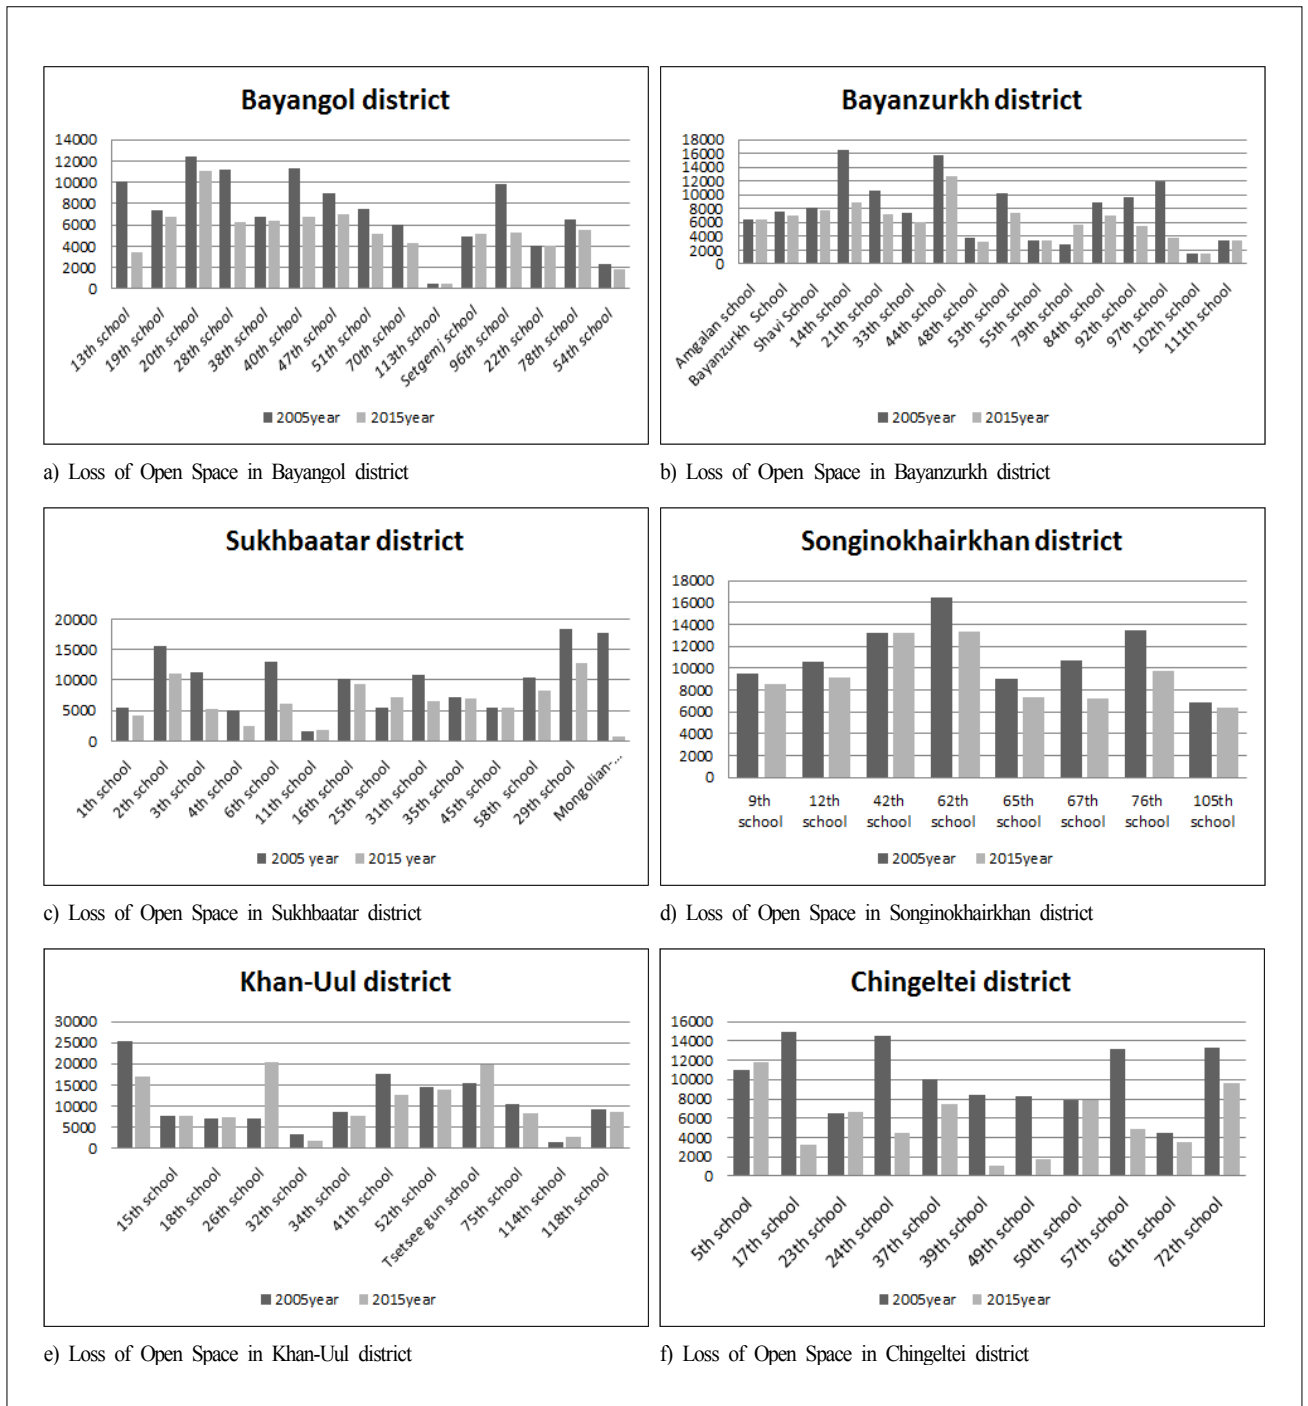 Bayangol district
14000
12000
10000
8000
6000
4000
2000
0
13th school
19th school
20th school
28th school
38th school
40th school
47th school
51th school
70th school
113th school
Setgemj school
96th school
22th school
78th school
54th school
2005year 2015year
a) Loss of Open Space in Bayangol district
Bayanzurkh district
18000
16000
14000
12000
10000
8000
6000
4000
2000
0
Amgalan school
Bayanzurkh School
Shavi School
14th school
21th school
33th school
44th school
48th school
53th school
55th school
79th school
84th school
92th school
97th school
102th school
111th school
2005year 2015year
b) Loss of Open Space in Bayanzurkh district
Sukhbaatar district
20000
15000
10000
5000
0
1th school
2th school
3th school
4th school
6th school
11th school
16th school
25th school
31th school
35th school
45th school
58th school
29th school
Mongolian-...
2005 year 2015 year
c) Loss of Open Space in Sukhbaatar district
Songinokhairkhan district
18000
16000
14000
12000
10000
8000
6000
4000
2000
0
9th school
12th school
42th school
62th school
65th school
67th school
76th school
105th school
2005year 2015year
d) Loss of Open Space in Songinokhairkhan district
Khan-Uul district
30000
25000
20000
15000
10000
5000
0
15th school
18th school
26th school
32th school
34th school
41th school
52th school
Tsetsee gun school
75th school
114th school
118th school
2005year 2015year
e) Loss of Open Space in Khan-Uul district
Chingeltei district
16000
14000
12000
10000
8000
6000
4000
2000
0
5th school
17th school
23th school
24th school
37th school
39th school
49th school
50th school
57th school
61th school
72th school
2005year 2015year
f) Loss of Open Space in Chingeltei district